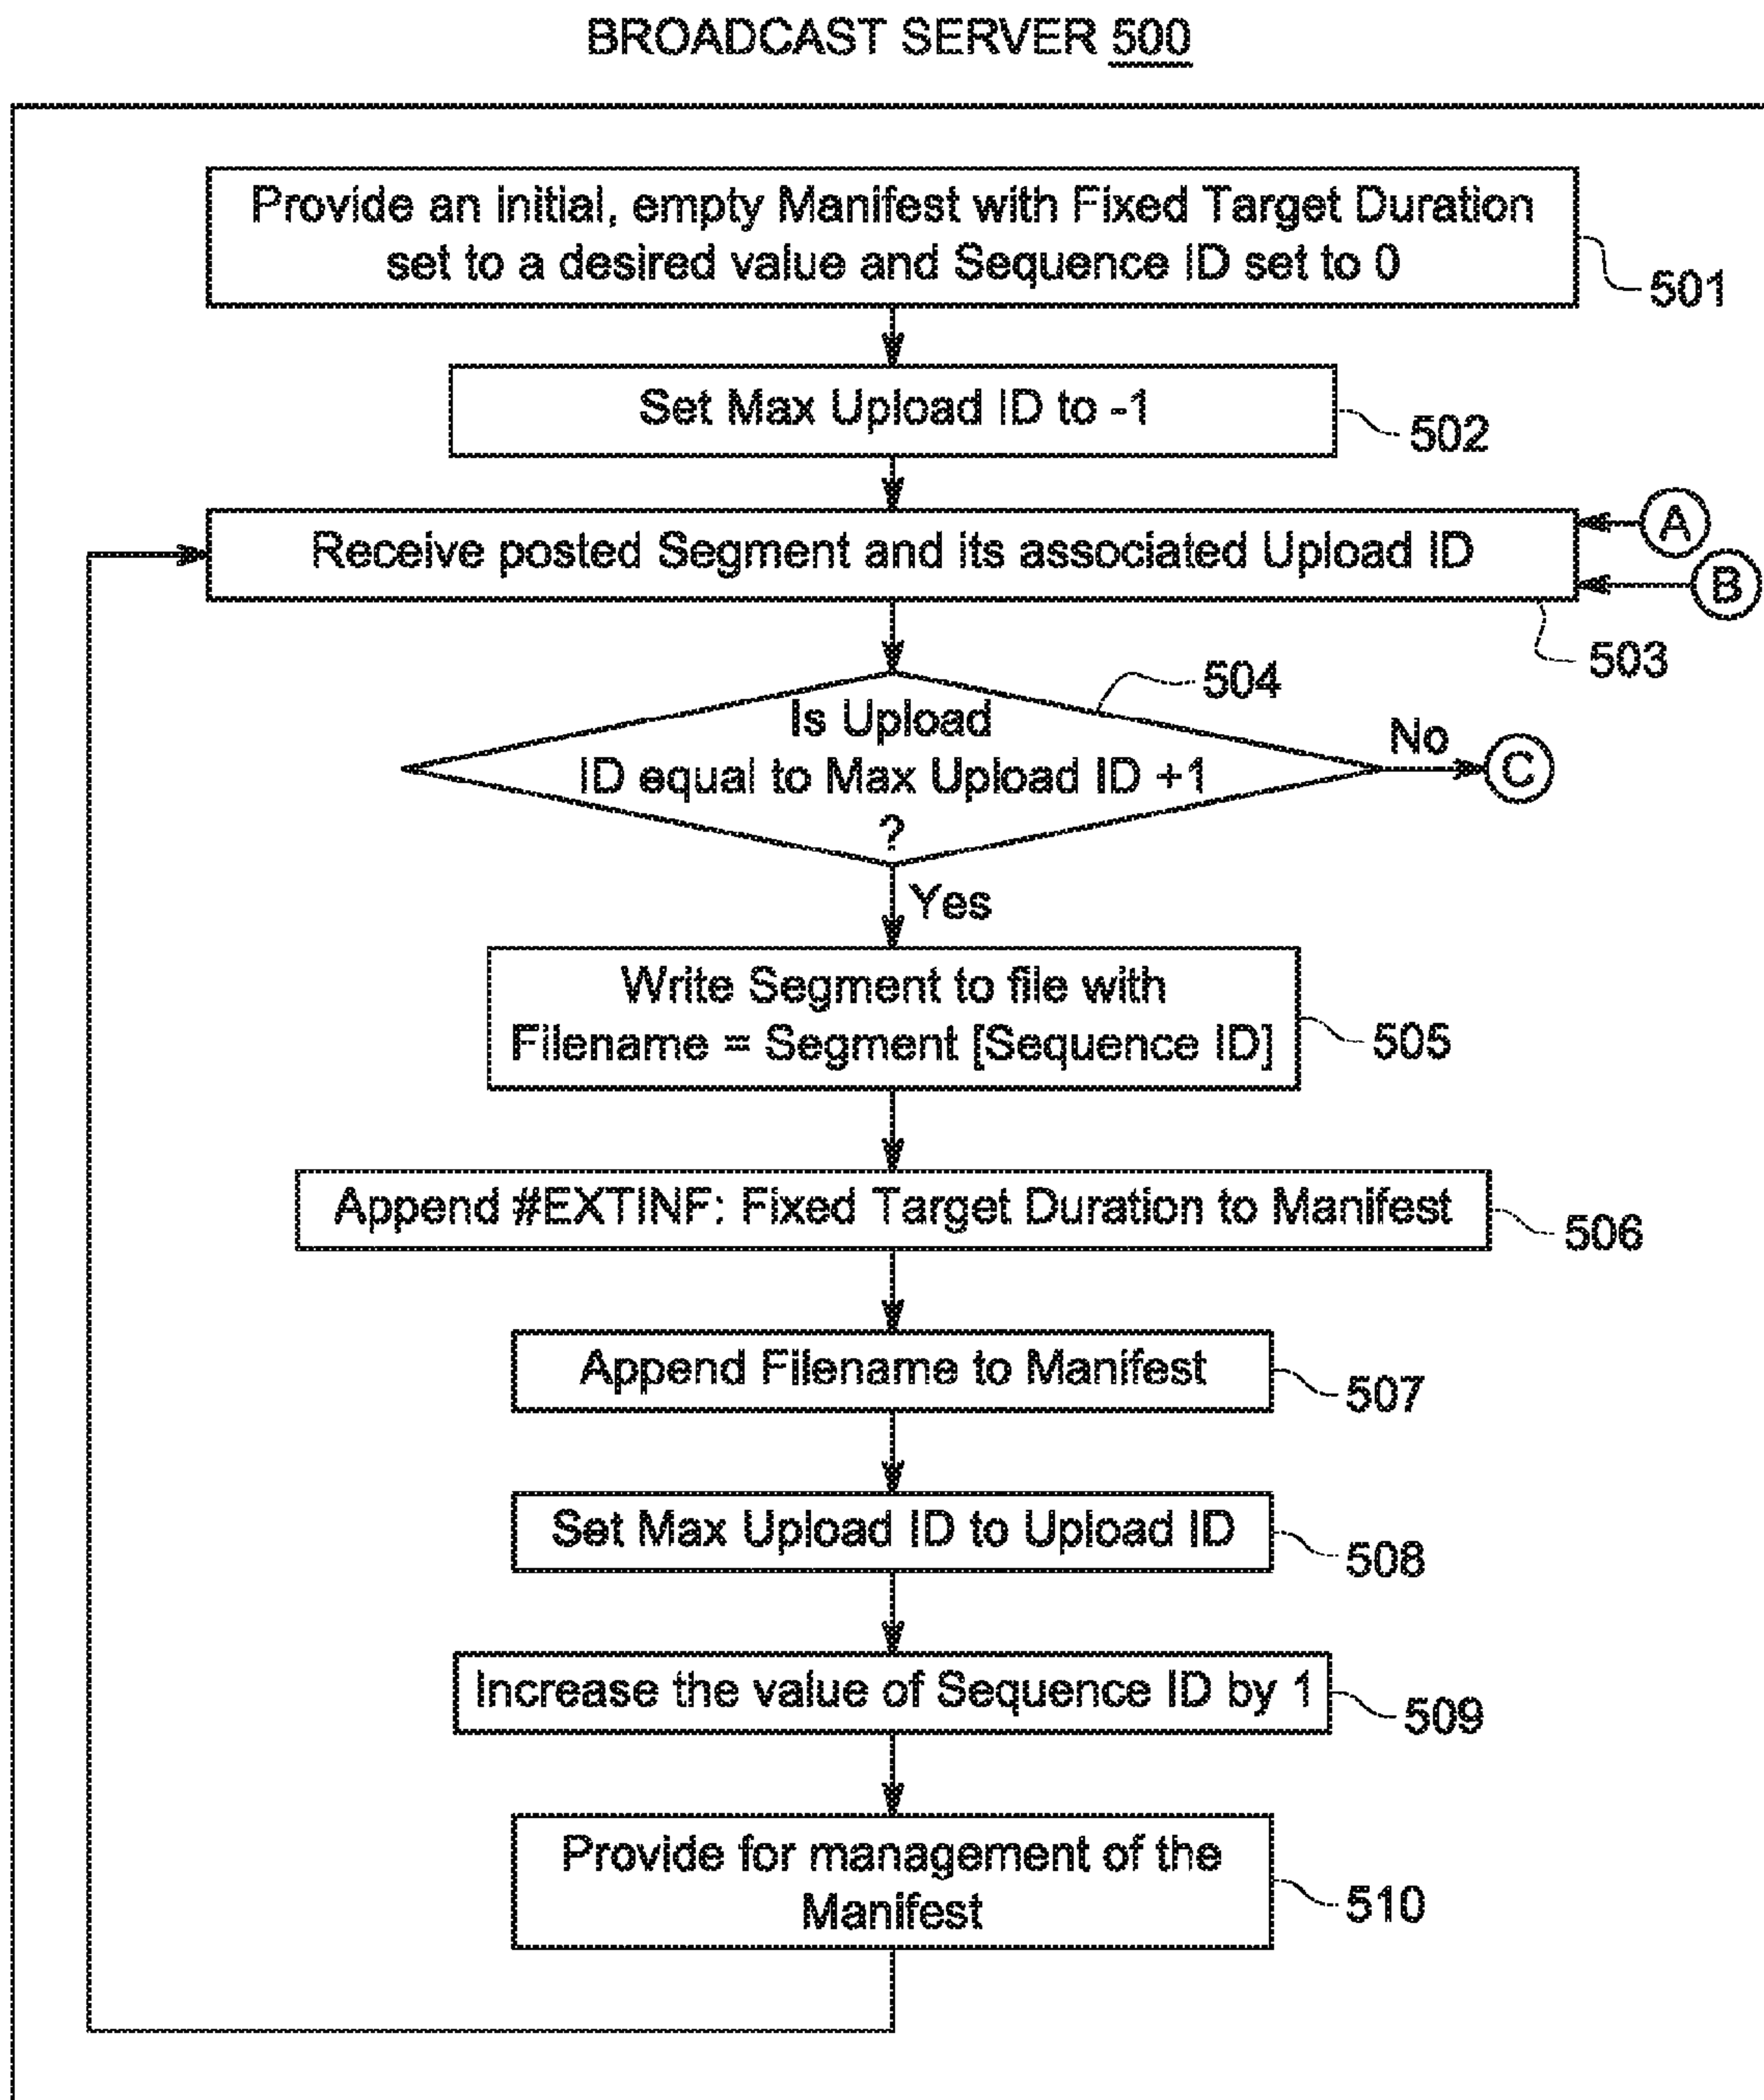 BROADCAST SERVER 500
Provide an initial, empty Manifest with Fixed Target Duration
set to a desired value and Sequence ID set to 0
501
Set Max Upload ID to -1
502
Receive posted Segment and its associated Upload ID
A
B
503
504
Is Upload
ID equal to Max Upload ID +1
?
No
C
Yes
Write Segment to file with
Filename = Segment [Sequence ID]
505
Append #EXTINF: Fixed Target Duration to Manifest
506
Append Filename to Manifest
507
Set Max Upload ID to Upload ID
508
Increase the value of Sequence ID by 1
509
Provide for management of the
Manifest
510